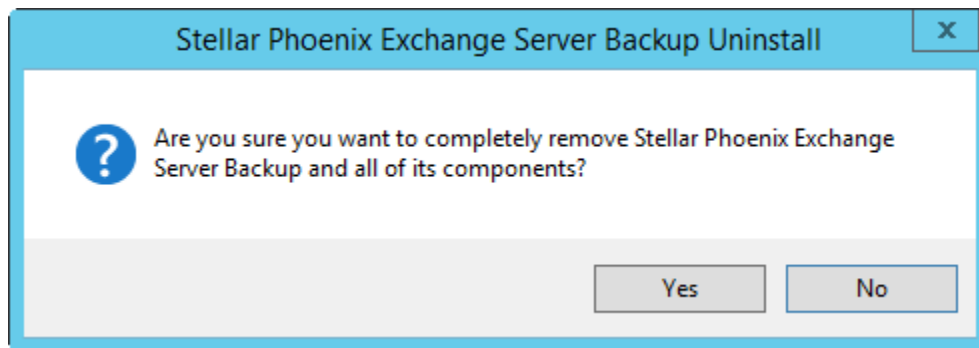 Stellar Phoenix Exchange Server Backup Uninstall
x
?
Are you sure you want to completely remove Stellar Phoenix Exchange
Server Backup and all of its components?
Yes
No